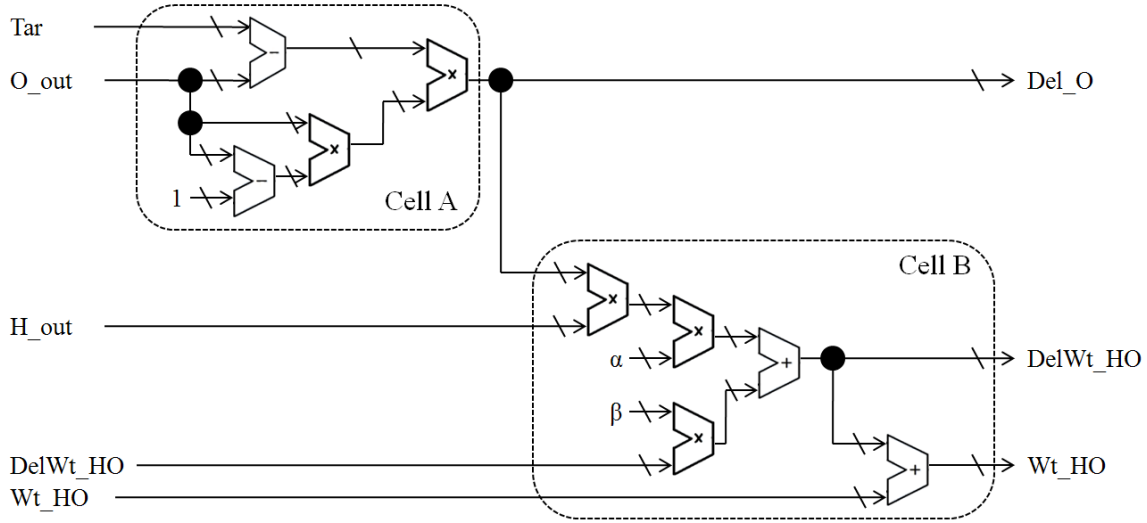 Tar
−
O_out
×
Del_O
×
1
−
Cell A
Cell B
×
H_out
×
α
+
DelWt_HO
β
×
DelWt_HO
+
Wt_HO
Wt_HO